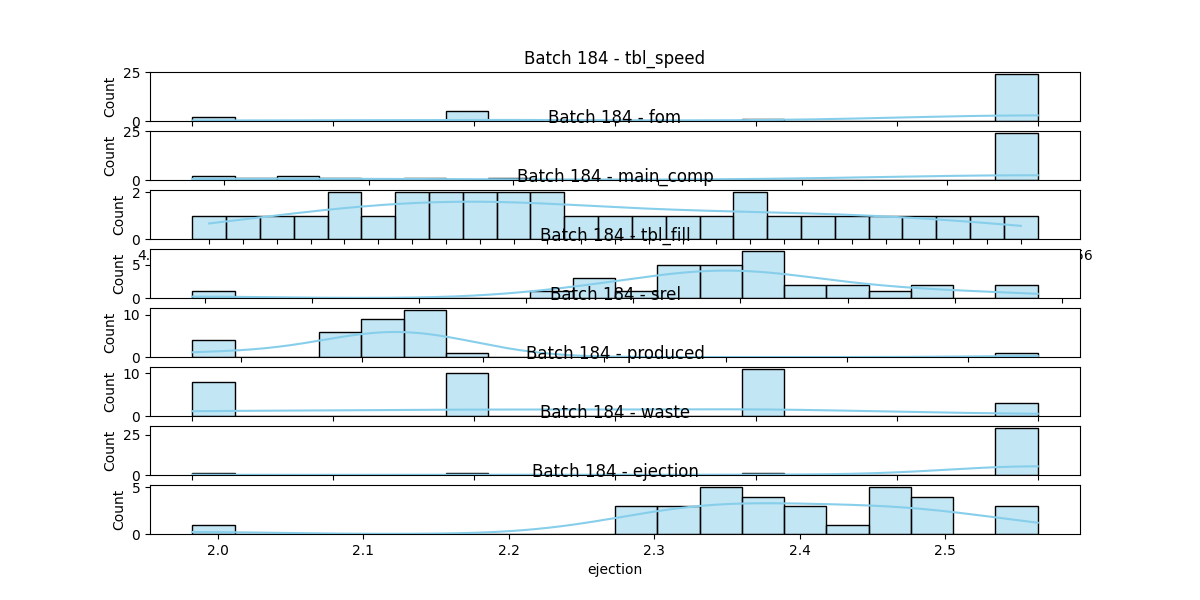 Batch 184 - tbl_speed
Count
25
0
Batch 184 - fom
Count
25
0
Batch 184 - main_comp
Count
2
0
4.
56
Batch 184 - tbl_fill
Count
5
0
Batch 184 - srel
Count
10
0
Batch 184 - produced
Count
10
0
Batch 184 - waste
Count
25
0
Batch 184 - ejection
Count
5
0
2.0 2.1 2.2 2.3 2.4 2.5
ejection